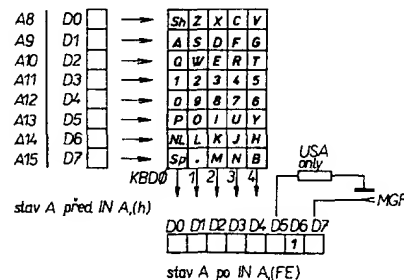 A8 D0 Sh Z X C V
A9 D1 A S D F G
A10 D2 Q W E R T
A11 D3 1 2 3 4 5
A12 D4 0 9 8 7 6
A13 D5 P O I U Y
A14 D6 NL L K J H
A15 D7 Sp . M N B
KBD0 1 2 3 4
USA
only
MGF
stav A před IN A,(h)
D0 D1 D2 D3 D4 D5 D6 D7
1
stav A po IN A,(FE)